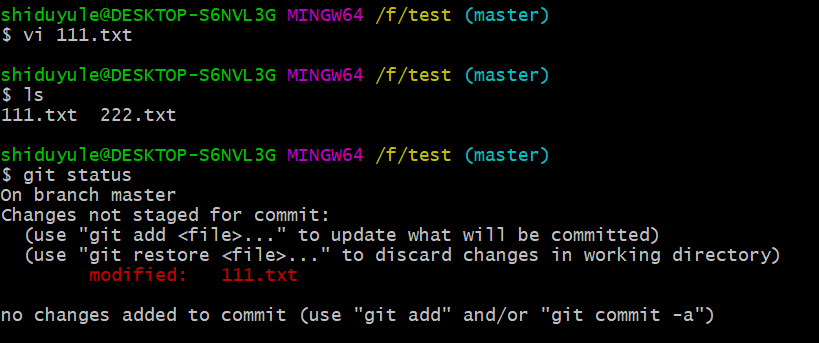 shiduyule@DESKTOP-S6NVL3G MINGW64 /f/test (master)
$ vi 111.txt
shiduyule@DESKTOP-S6NVL3G MINGW64 /f/test (master)
$ ls
111.txt  222.txt
shiduyule@DESKTOP-S6NVL3G MINGW64 /f/test (master)
$ git status
On branch master
Changes not staged for commit:
  (use "git add <file>..." to update what will be committed)
  (use "git restore <file>..." to discard changes in working directory)
        modified:   111.txt
no changes added to commit (use "git add" and/or "git commit -a")